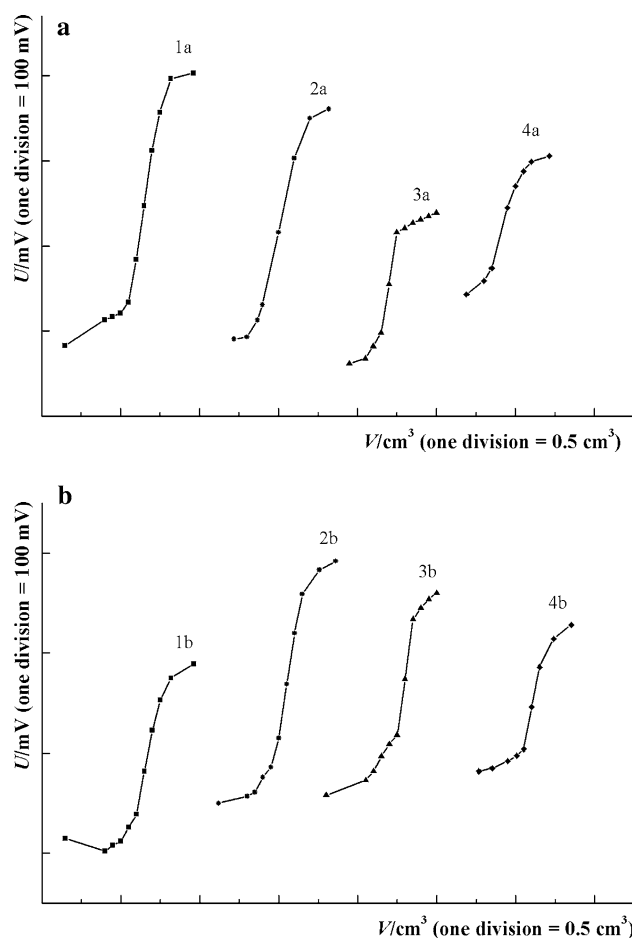 a
1a
2a
3a
4a
U/mV (one division = 100 mV)
V/cm³ (one division = 0.5 cm³)
b
1b
2b
3b
4b
U/mV (one division = 100 mV)
V/cm³ (one division = 0.5 cm³)